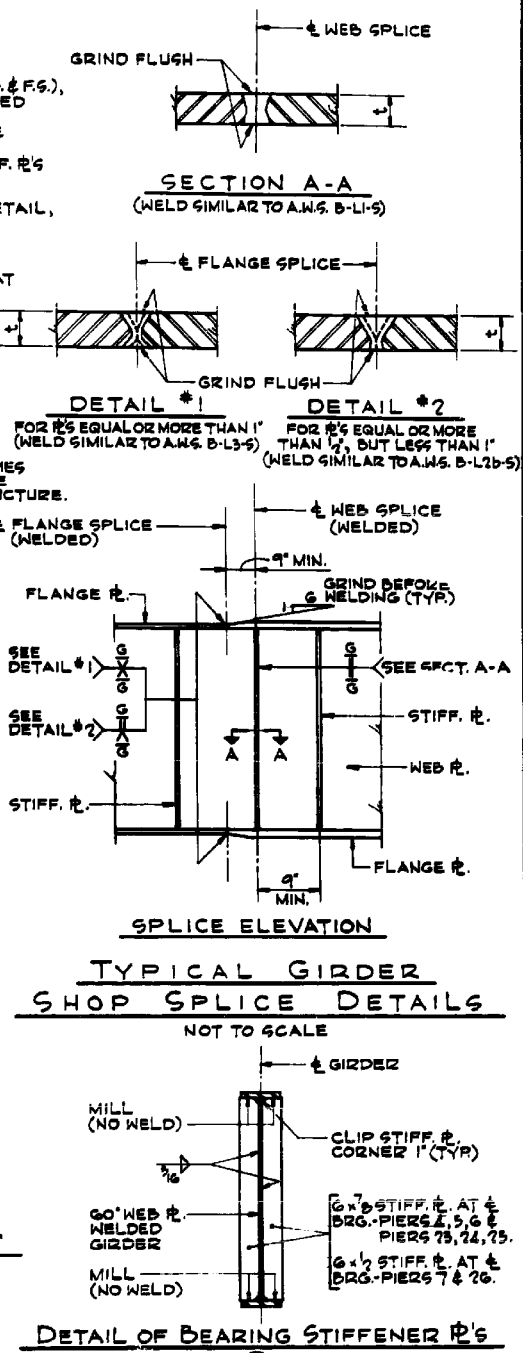 ℄ WEB SPLICE
GRIND FLUSH
& F.S.),
ED
t
E
F. ℞'S
SECTION A-A
(WELD SIMILAR TO A.W.S. B-L1-S)
ETAIL,
℄ FLANGE SPLICE
AT
t
t
GRIND FLUSH
DETAIL #1
FOR ℞'S EQUAL OR MORE THAN 1"
(WELD SIMILAR TO A.W.S. B-L3-S)
DETAIL #2
FOR ℞'S EQUAL OR MORE
THAN 1/2", BUT LESS THAN 1"
(WELD SIMILAR TO A.W.S. B-L2b-S)
MES
E
UCTURE.
℄ FLANGE SPLICE
(WELDED)
℄ WEB SPLICE
(WELDED)
9" MIN.
GRIND BEFORE
WELDING (TYP.)
1
6
FLANGE ℞.
SEE
DETAIL #1
G
G
G
G
SEE SECT. A-A
SEE
DETAIL #2
G
G
STIFF. ℞.
A A
WEB ℞.
STIFF. ℞.
FLANGE ℞.
9"
MIN.
SPLICE ELEVATION
TYPICAL GIRDER
SHOP SPLICE DETAILS
NOT TO SCALE
℄ GIRDER
MILL
(NO WELD)
CLIP STIFF. ℞.
CORNER 1" (TYP.)
5/16
60" WEB ℞.
WELDED
GIRDER
6 x 7/8 STIFF. ℞. AT ℄
BRG.-PIERS 4, 5, 6 &
PIERS 23, 24, 25.
6 x 1/2 STIFF. ℞. AT ℄
BRG.-PIERS 7 & 26.
MILL
(NO WELD)
DETAIL OF BEARING STIFFENER ℞'S